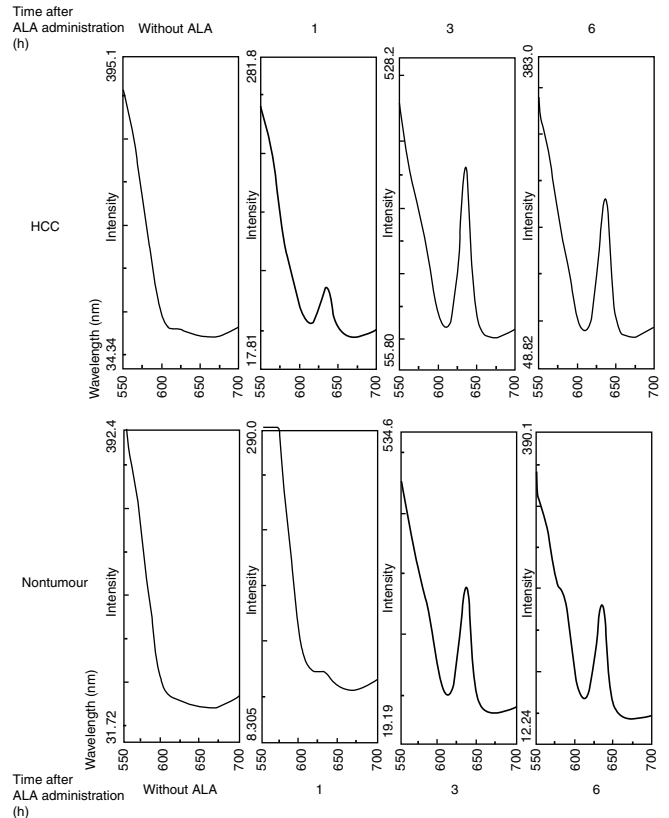 Time after
ALA administration
(h)
Without ALA
1
3
6
HCC
Wavelength (nm)
34.34
Intensity
395.1
550
600
650
700
17.81
Intensity
281.8
550
600
650
700
55.80
Intensity
528.2
550
600
650
700
48.82
Intensity
383.0
550
600
650
700
Nontumour
Wavelength (nm)
31.72
Intensity
392.4
550
600
650
700
8.305
Intensity
290.0
550
600
650
700
19.19
Intensity
534.6
550
600
650
700
12.24
Intensity
390.1
550
600
650
700
Time after
ALA administration
(h)
Without ALA
1
3
6